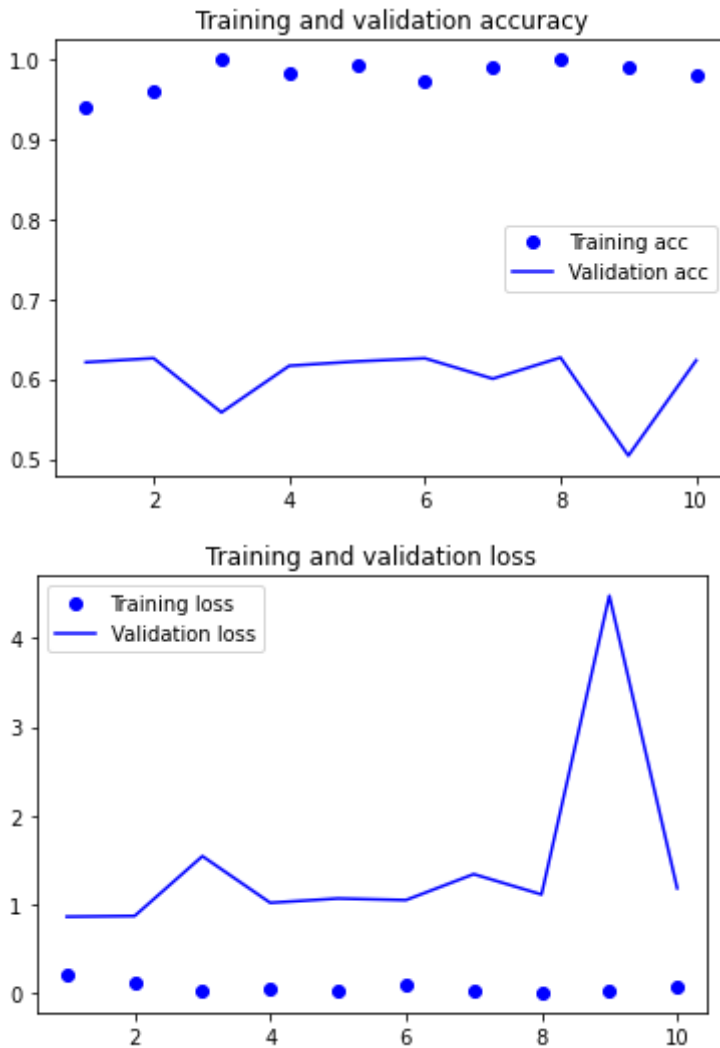 Training and validation accuracy
1.0
0.9
0.8
0.7
0.6
0.5
Training acc
Validation acc
2 4 6 8 10
Training and validation loss
Training loss
Validation loss
4
3
2
1
0
2 4 6 8 10